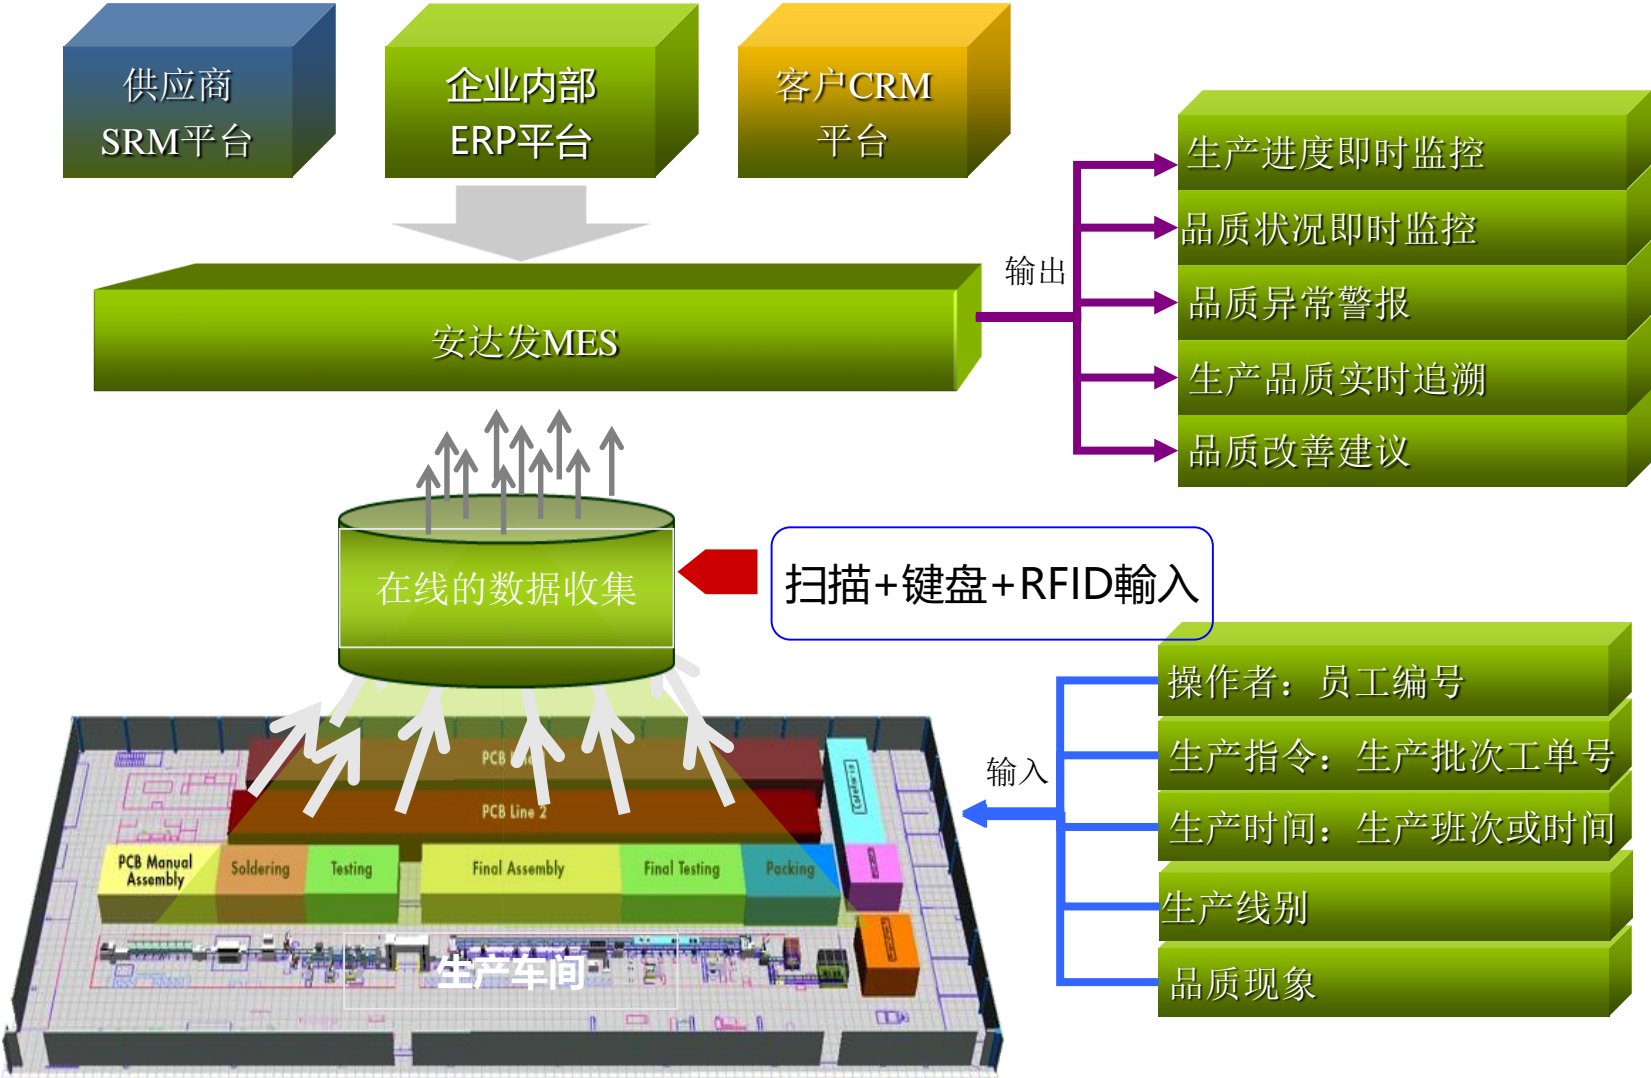 供应商
SRM平台
企业内部
ERP平台
客户CRM
平台
生产进度即时监控
品质状况即时监控
输出
品质异常警报
安达发MES
生产品质实时追溯
品质改善建议
在线的数据收集
扫描+键盘+RFID輸入
操作者：员工编号
生产指令：生产批次工单号
输入
生产时间：生产班次或时间
生产线别
品质现象
PCB
PCB Line 2
PCB Manual
Assembly
Soldering
Testing
Final Assembly
Final Testing
Packing
生产车间